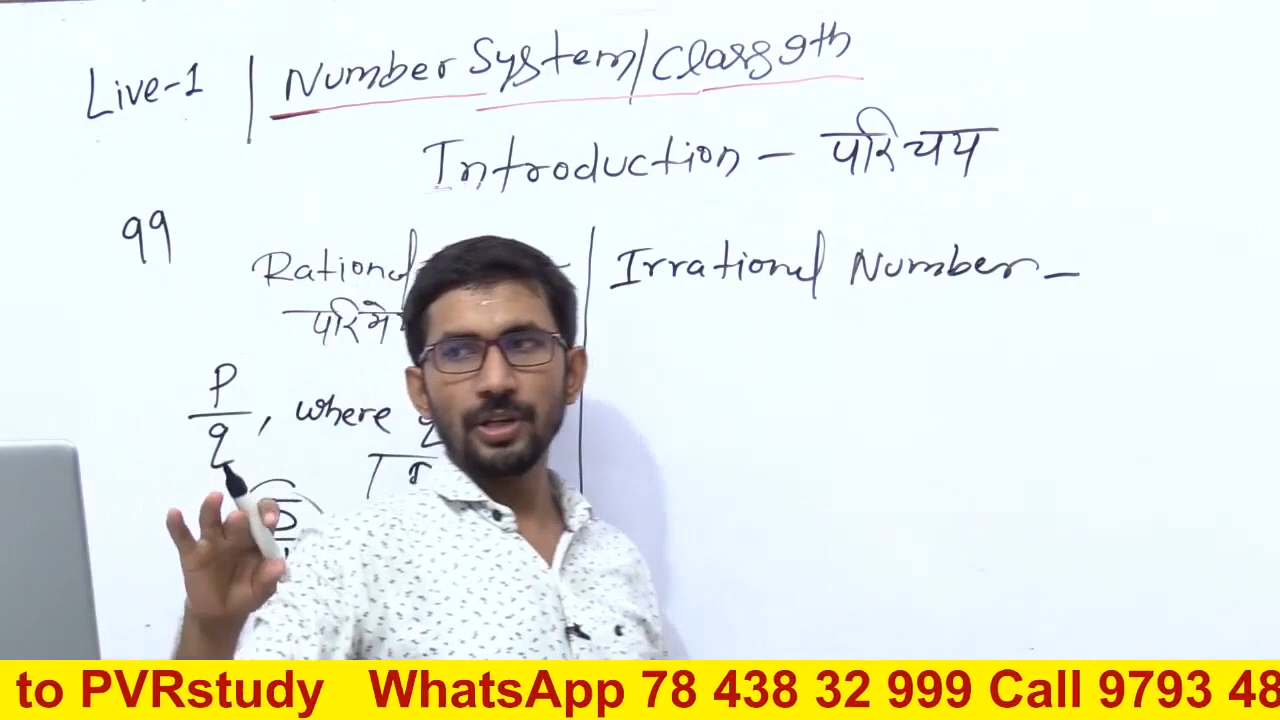 Live-1 | Number System/Class 9th
Introduction - परिचय
99
Rational
Irrational Number -
P
q , where q
to PVRstudy WhatsApp 78 438 32 999 Call 9793 48